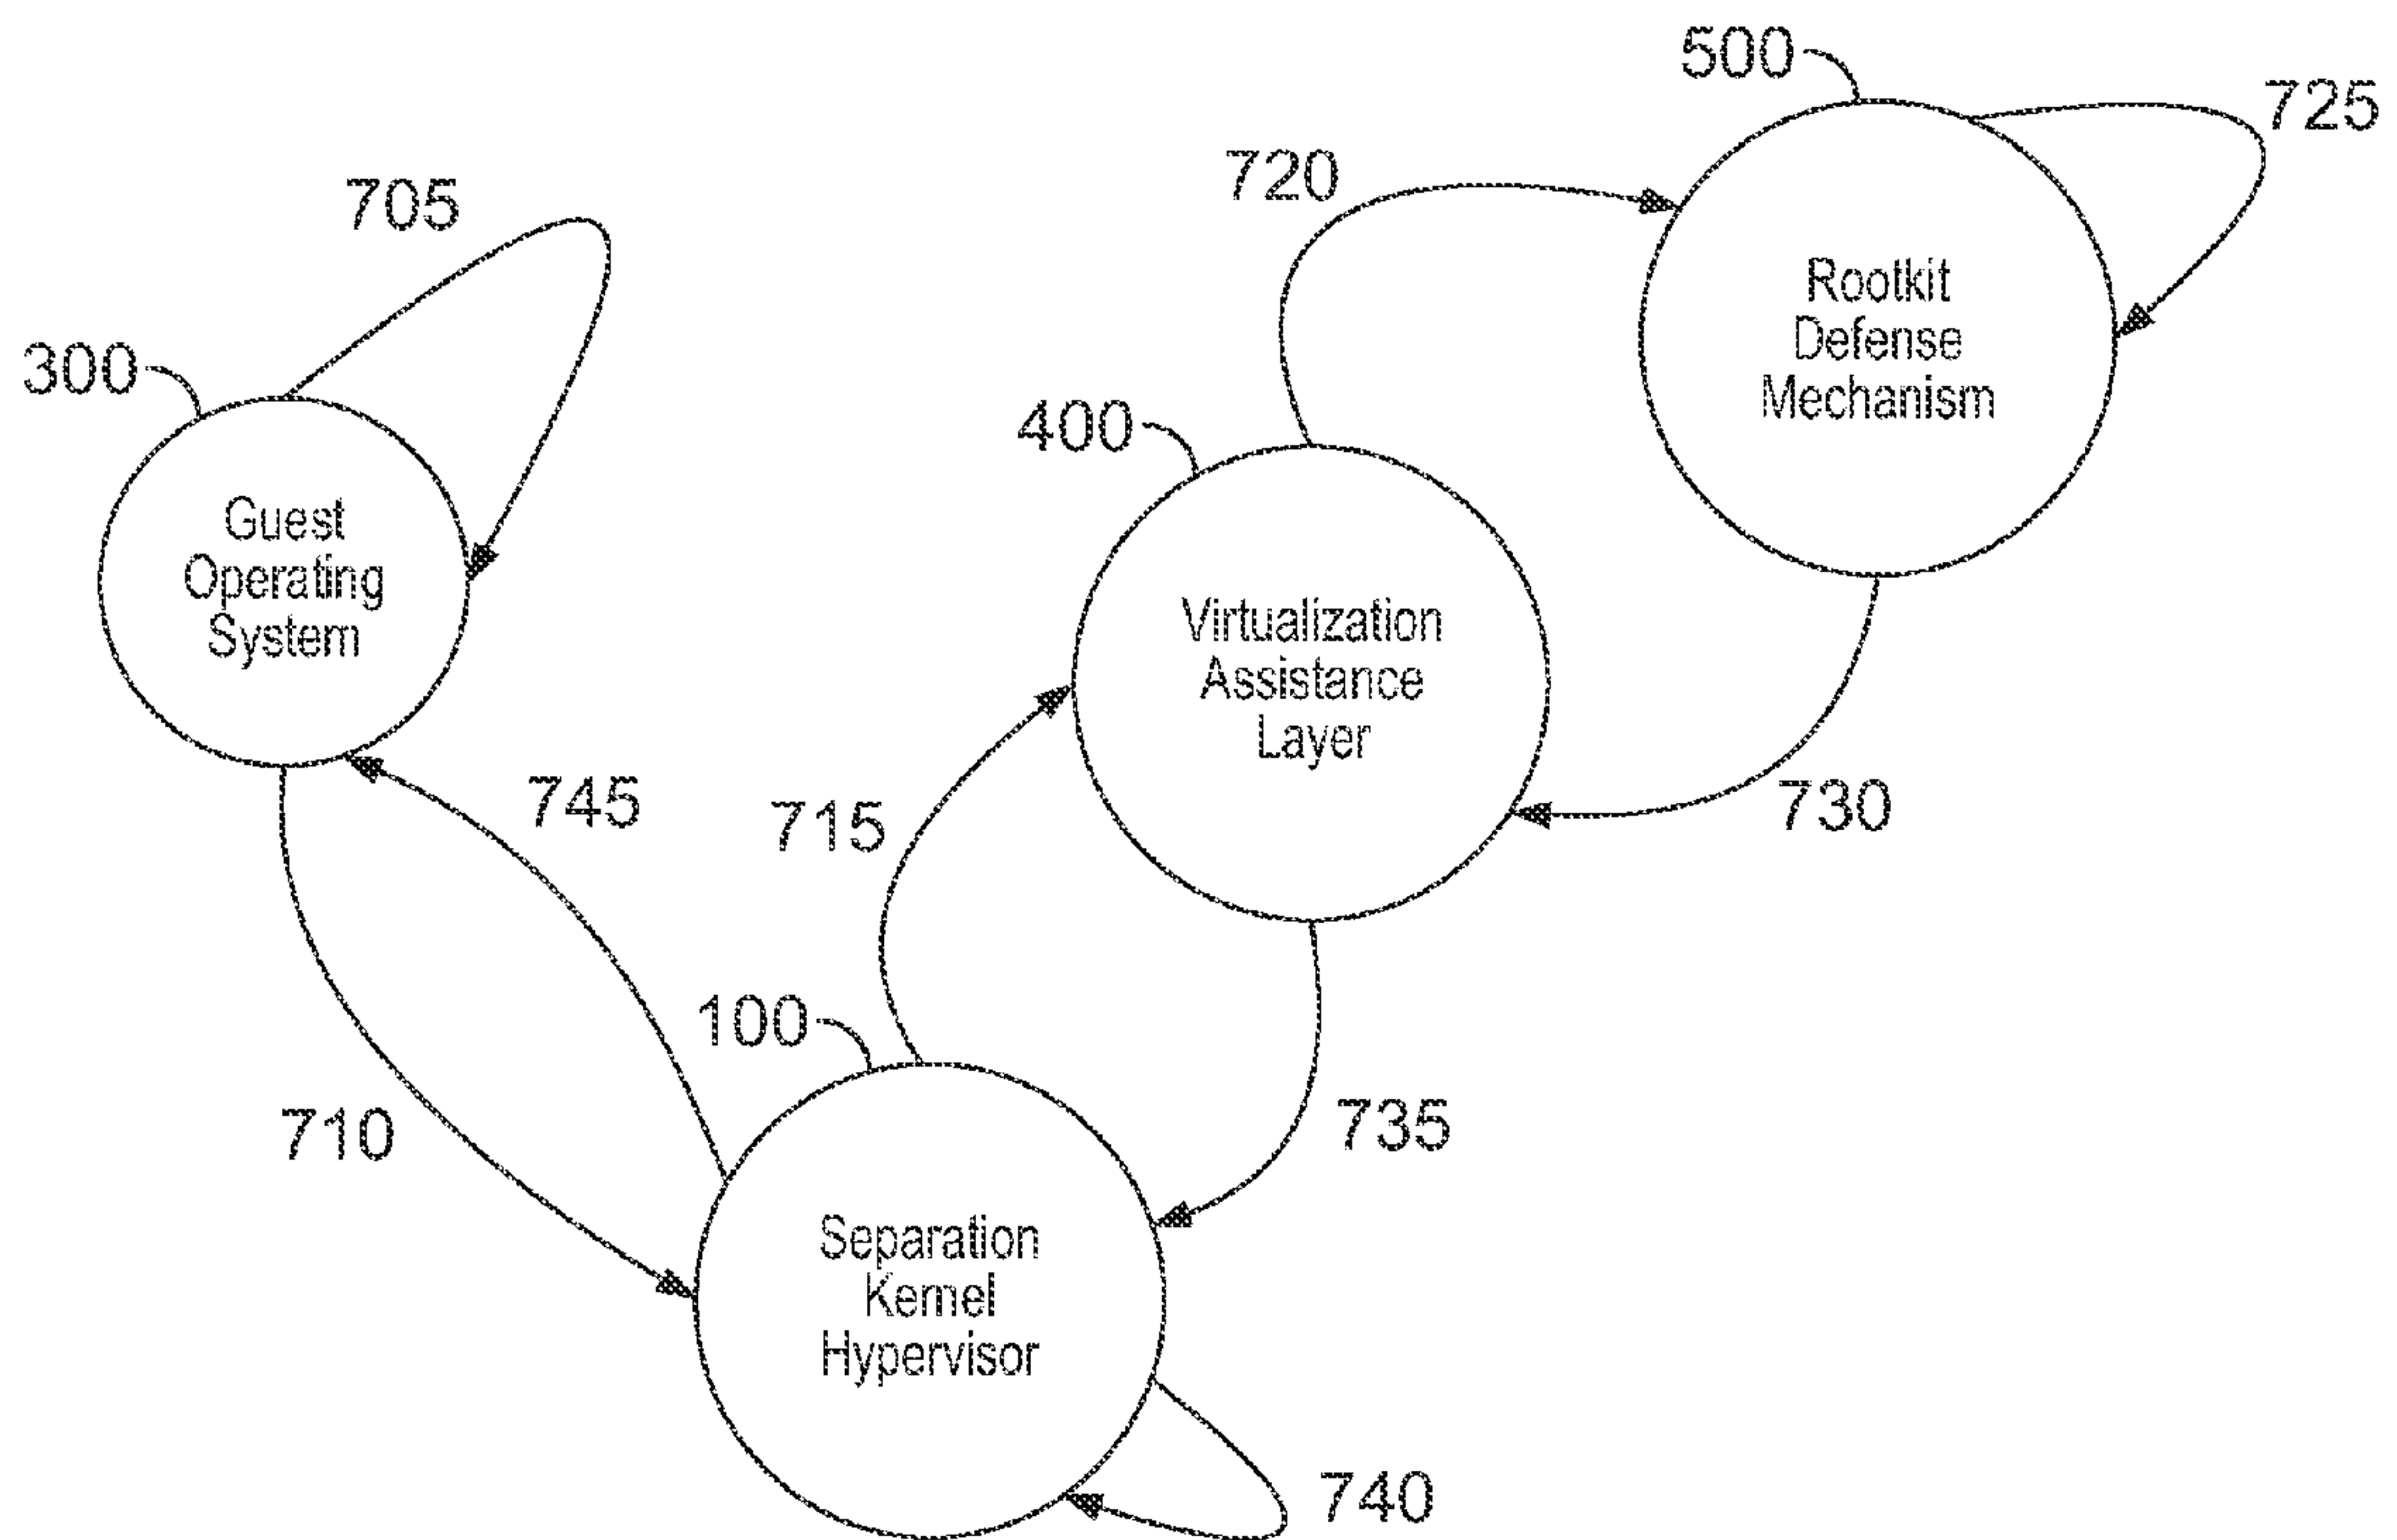 500
725
720
705
Rootkit
Defense
Mechanism
300
400
Guest
Operating
System
Virtualization
Assistance
Layer
745
715
730
100
710
735
Separation
Kernel
Hypervisor
740